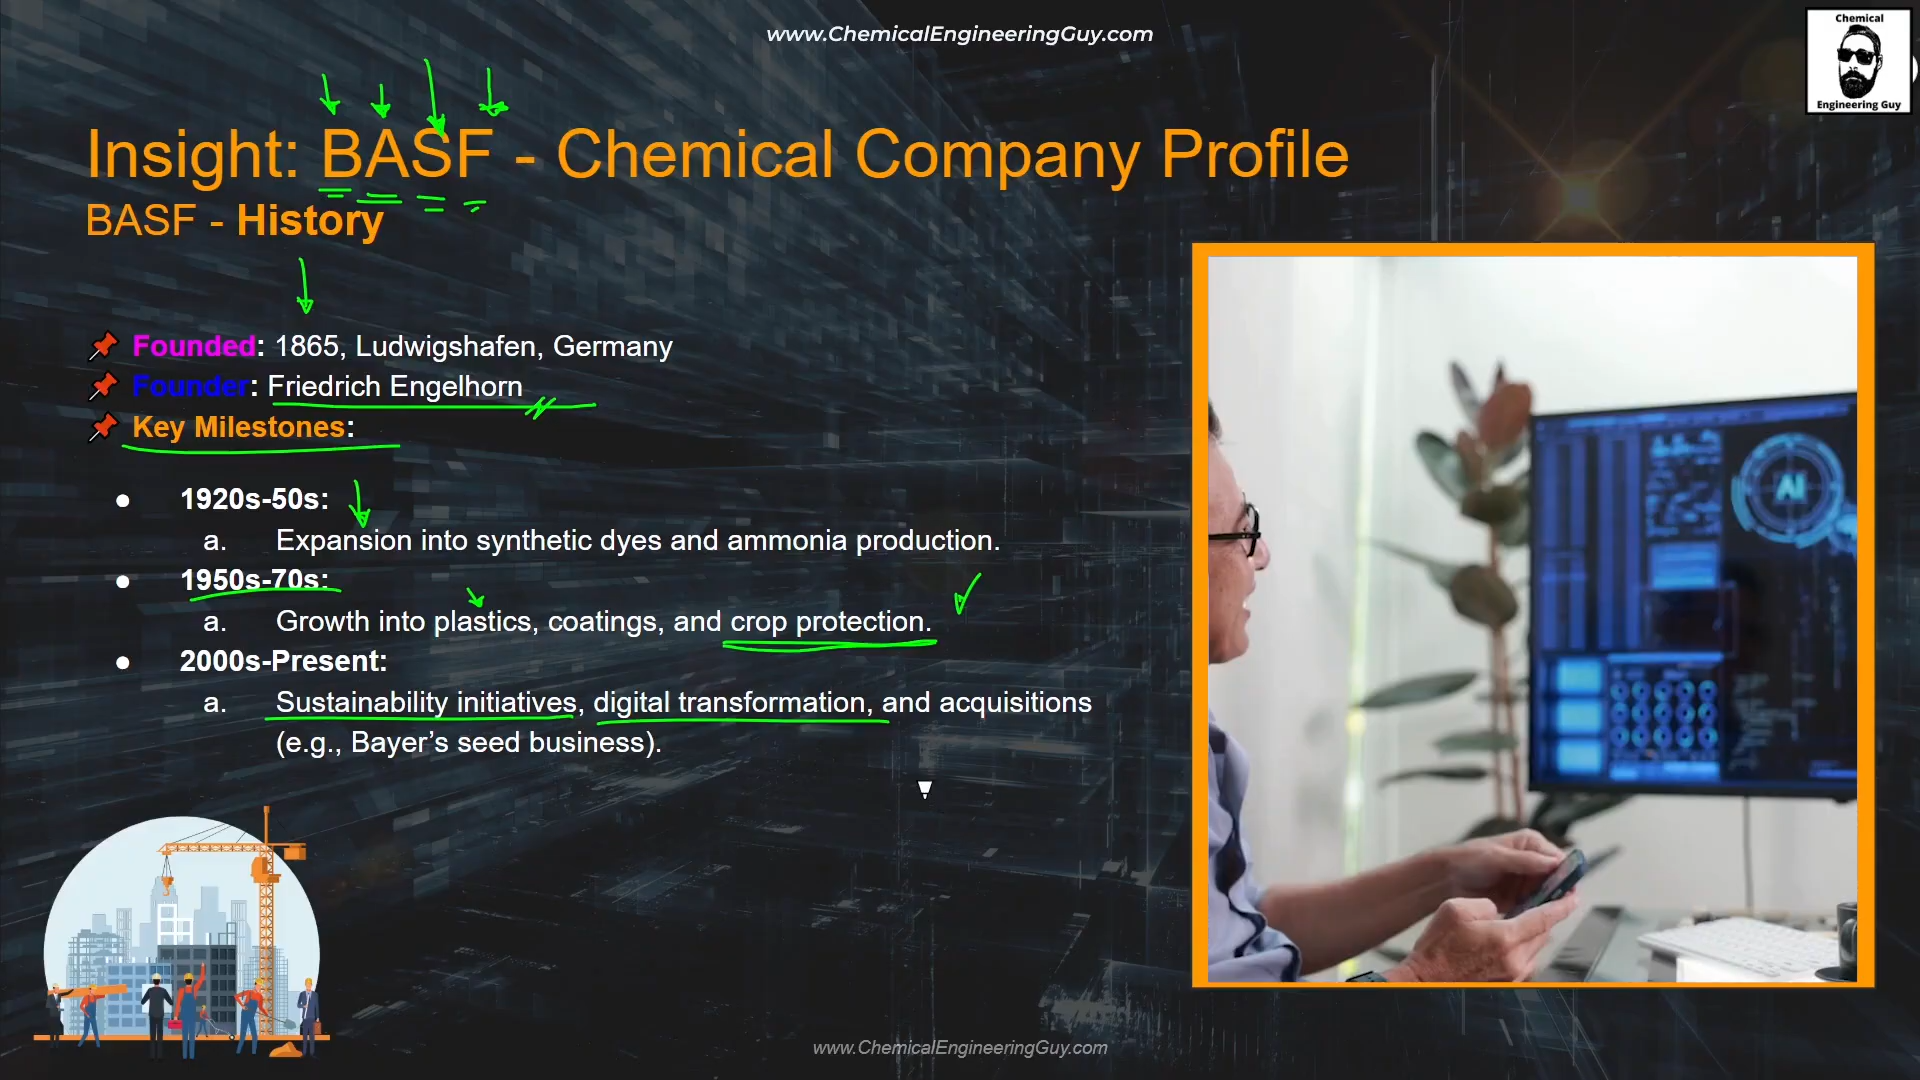 www.ChemicalEngineeringGuy.com
Chemical
Engineering Guy
Insight: BASF - Chemical Company Profile
BASF - History
Founded: 1865, Ludwigshafen, Germany
Founder: Friedrich Engelhorn
Key Milestones:
● 1920s-50s:
a. Expansion into synthetic dyes and ammonia production.
● 1950s-70s:
a. Growth into plastics, coatings, and crop protection.
● 2000s-Present:
a. Sustainability initiatives, digital transformation, and acquisitions
(e.g., Bayer’s seed business).
AI
www.ChemicalEngineeringGuy.com